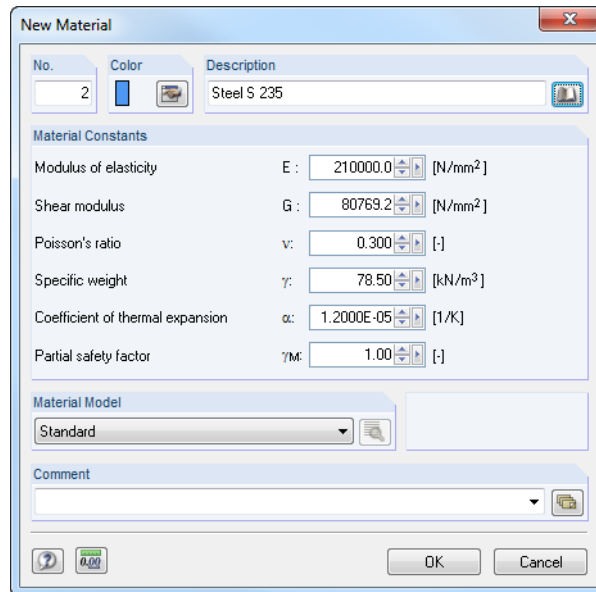 New Material
No. Color Description
2 Steel S 235
Material Constants
Modulus of elasticity E : 210000.0 [N/mm²]
Shear modulus G : 80769.2 [N/mm²]
Poisson's ratio ν: 0.300 [-]
Specific weight γ: 78.50 [kN/m³]
Coefficient of thermal expansion α: 1.2000E-05 [1/K]
Partial safety factor γM: 1.00 [-]
Material Model
Standard
Comment
0.00 OK Cancel